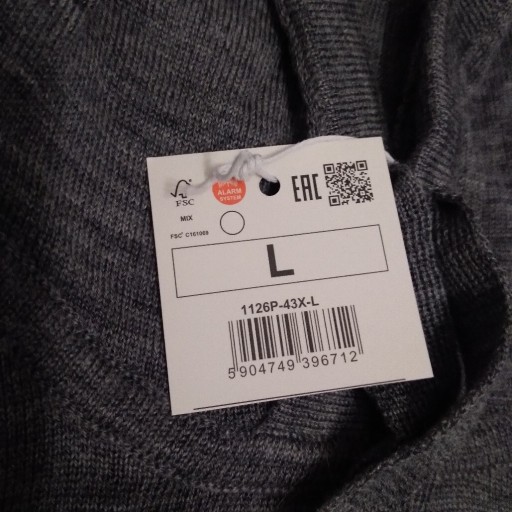 ALARM
SYSTEM
EAC
FSC
MIX
FSC® C161069
L
1126P-43X-L
5 904749 396712